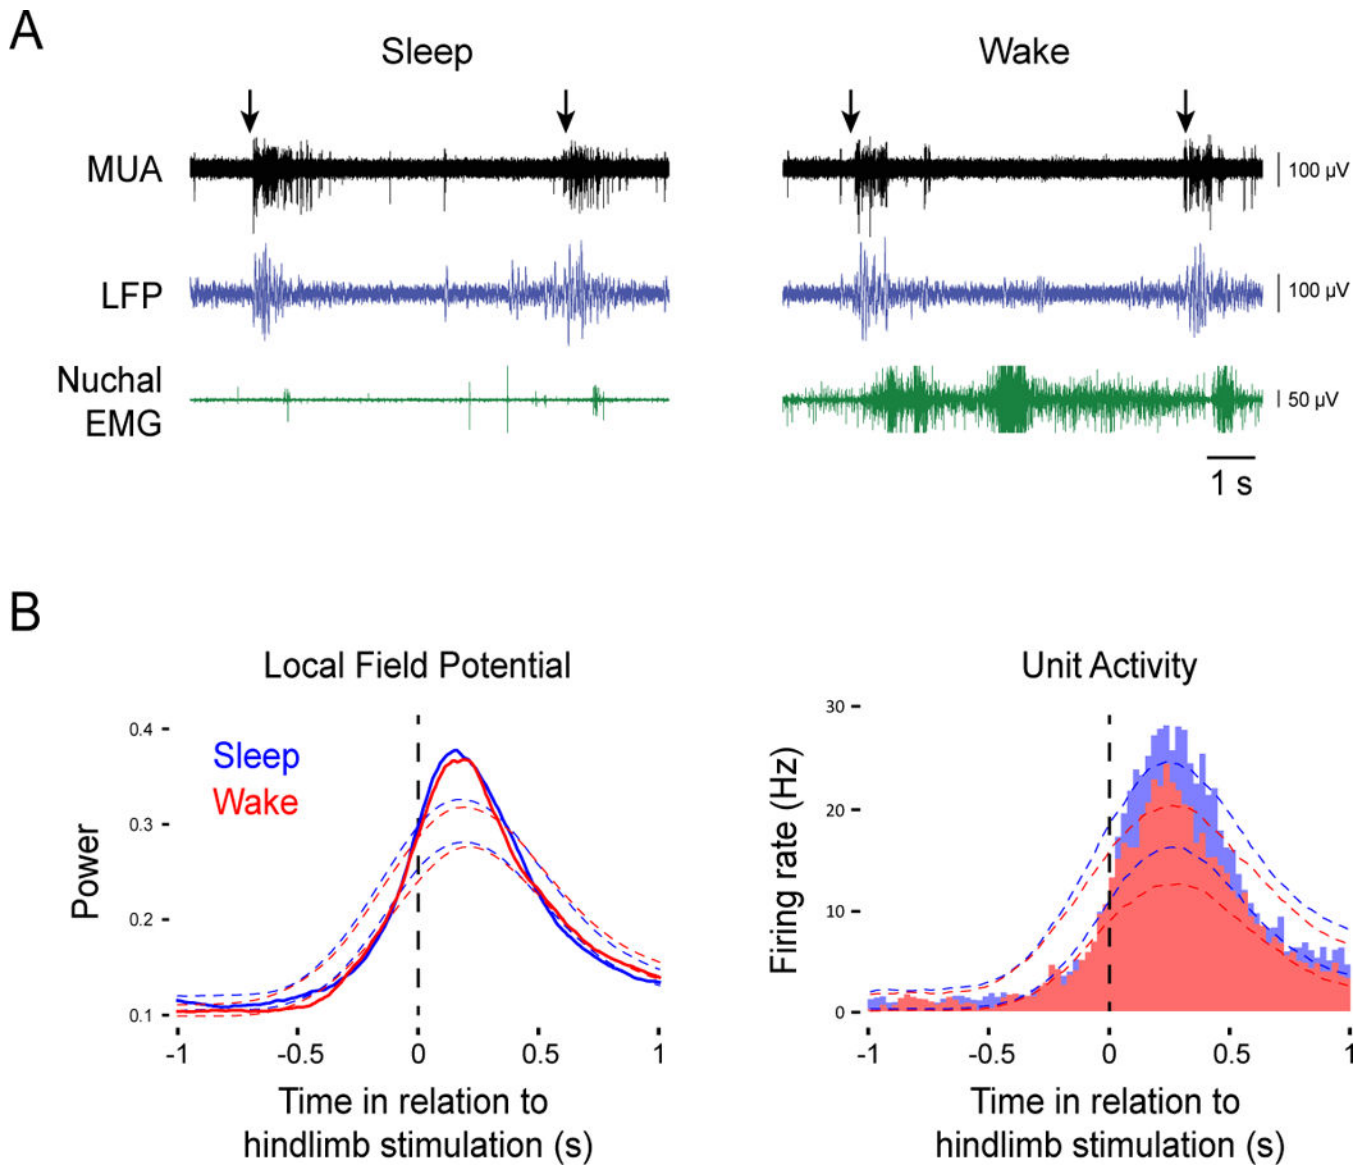 A
Sleep
Wake
MUA
100 µV
LFP
100 µV
Nuchal
EMG
50 µV
1 s
B
Local Field Potential
Unit Activity
Sleep
Wake
Power
0.4
0.3
0.2
0.1
-1
-0.5
0
0.5
1
Time in relation to
hindlimb stimulation (s)
Firing rate (Hz)
30
20
10
0
-1
-0.5
0
0.5
1
Time in relation to
hindlimb stimulation (s)